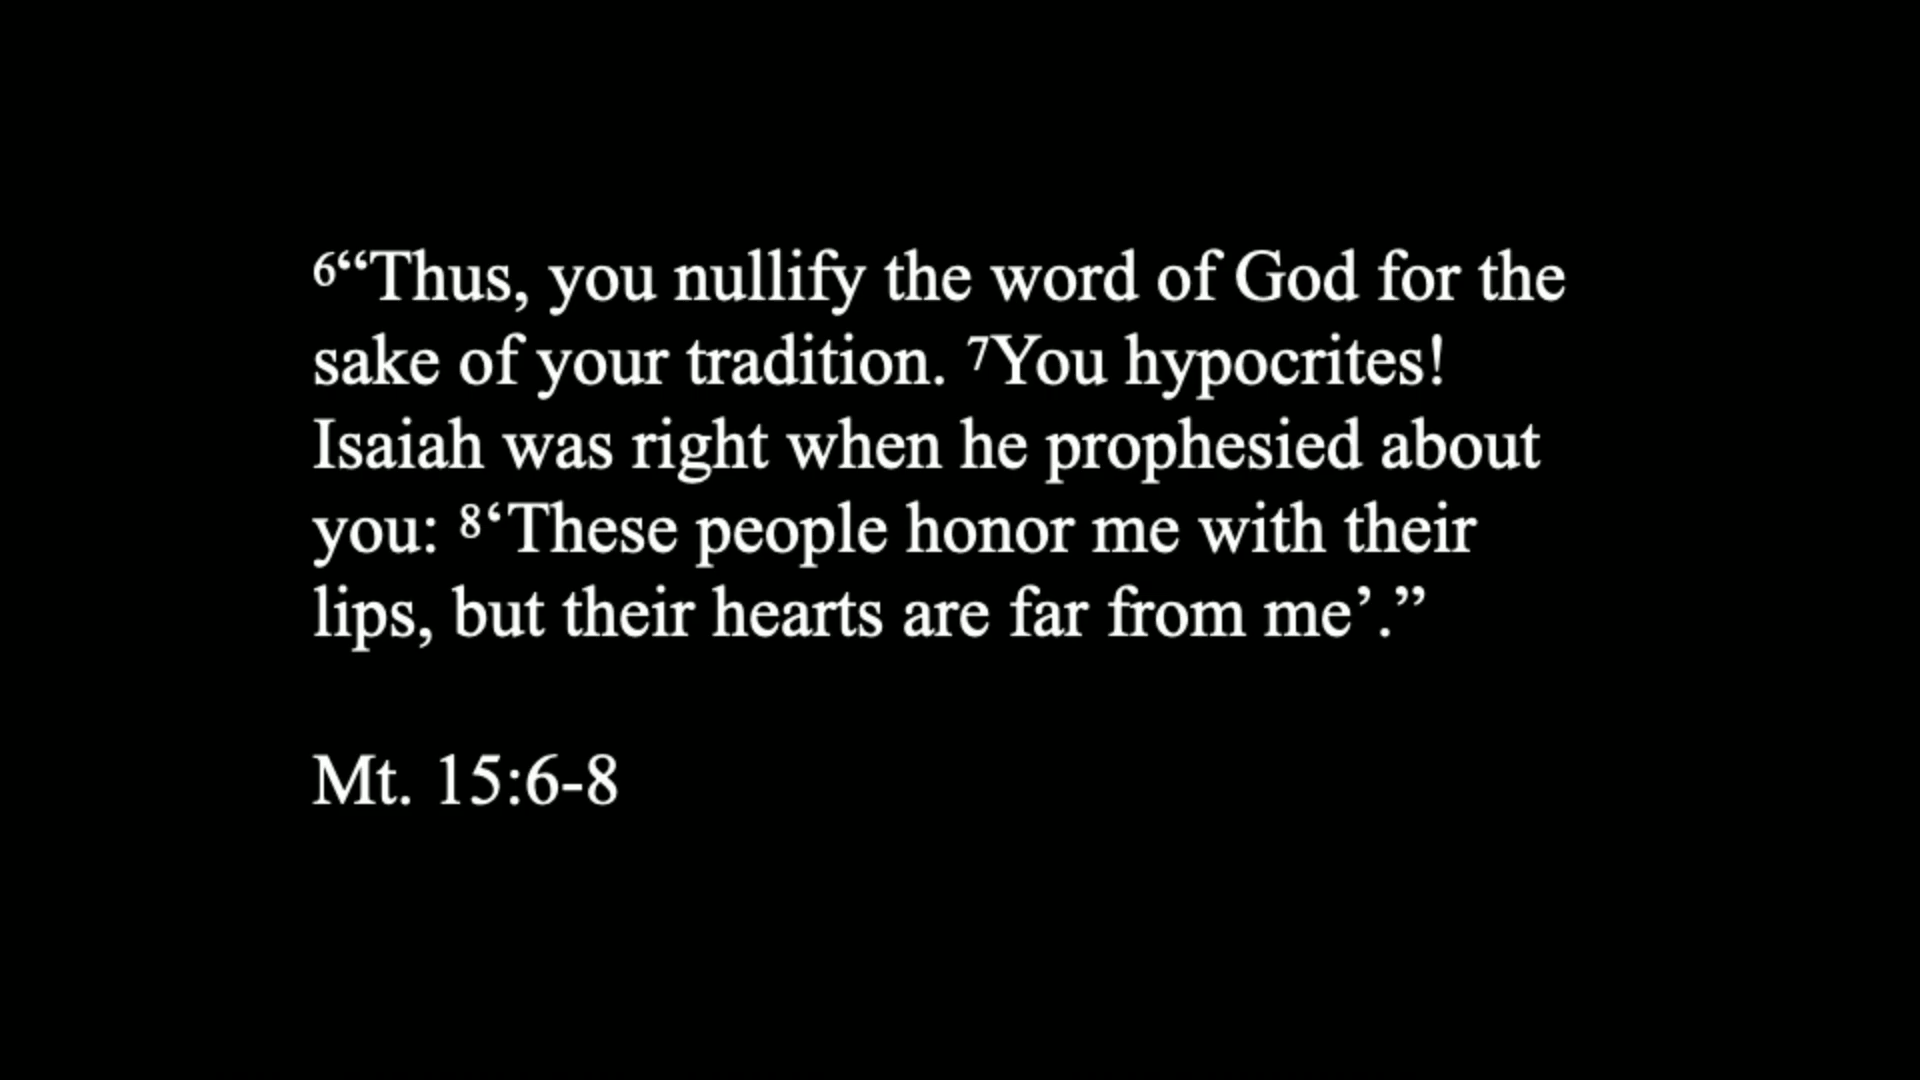 ⁶“Thus, you nullify the word of God for the
sake of your tradition. ⁷You hypocrites!
Isaiah was right when he prophesied about
you: ⁸‘These people honor me with their
lips, but their hearts are far from me’.”
Mt. 15:6-8